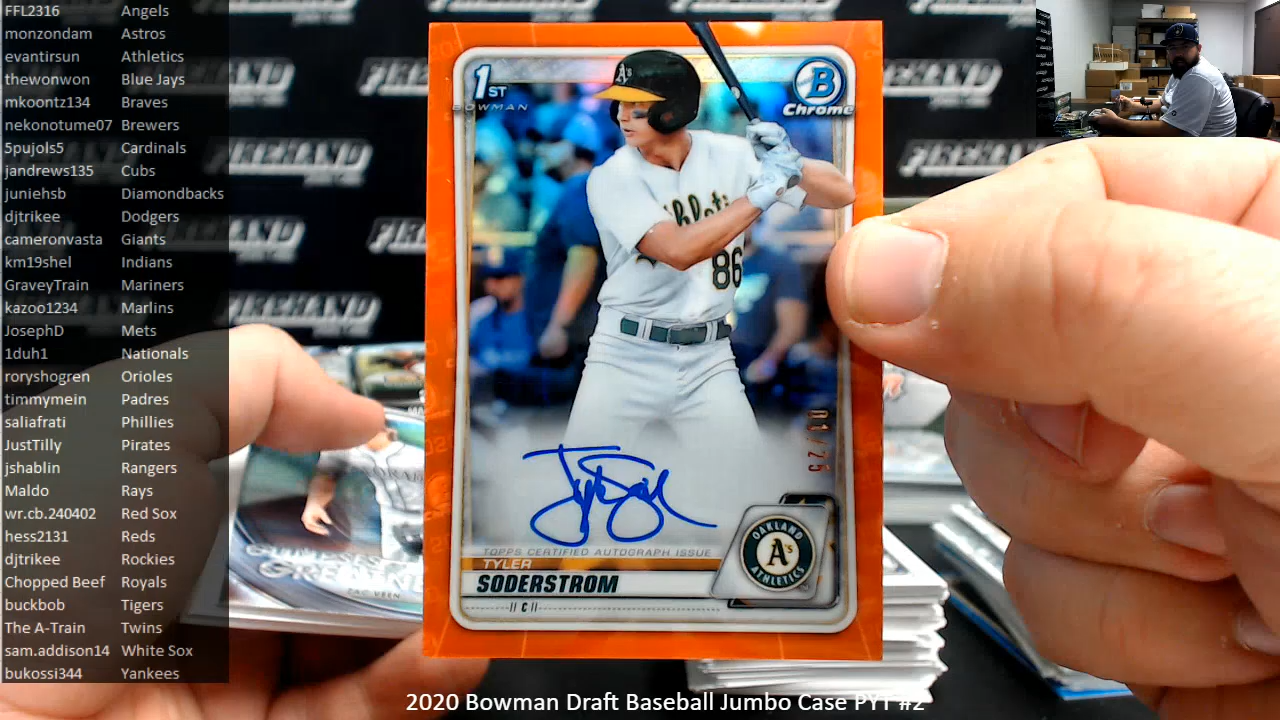 FFL2316 Angels
monzondam Astros
evantirsun Athletics
thewonwon Blue Jays
mkoontz134 Braves
nekonotume07 Brewers
5pujols5 Cardinals
jandrews135 Cubs
juniehsb Diamondbacks
djtrikee Dodgers
cameronvasta Giants
km19shel Indians
GraveyTrain Mariners
kazoo1234 Marlins
JosephD Mets
1duh1 Nationals
roryshogren Orioles
timmymein Padres
saliafrati Phillies
JustTilly Pirates
jshablin Rangers
Maldo Rays
wr.cb.240402 Red Sox
hess2131 Reds
djtrikee Rockies
Chopped Beef Royals
buckbob Tigers
The A-Train Twins
sam.addison14 White Sox
bukossi344 Yankees
1ST
BOWMAN
B
Chrome
A's
86
01/25
TOPPS CERTIFIED AUTOGRAPH ISSUE
TYLER
SODERSTROM
C
OAKLAND
A's
ATHLETICS
ZAC VEEN
2020 Bowman Draft Baseball Jumbo Case PYT #2